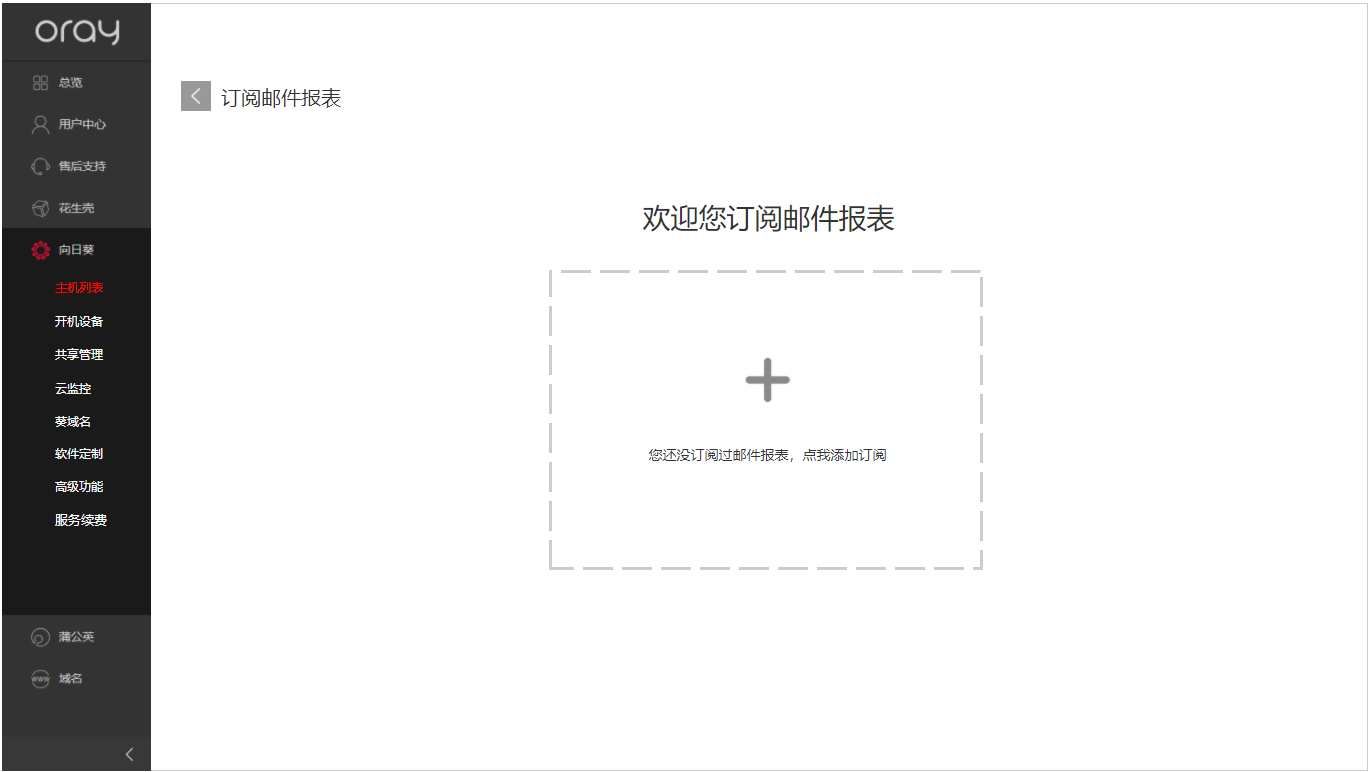 oray
总览
用户中心
售后支持
花生壳
向日葵
主机列表
开机设备
共享管理
云监控
葵域名
软件定制
高级功能
服务续费
蒲公英
www 域名
订阅邮件报表
欢迎您订阅邮件报表
您还没订阅过邮件报表，点我添加订阅